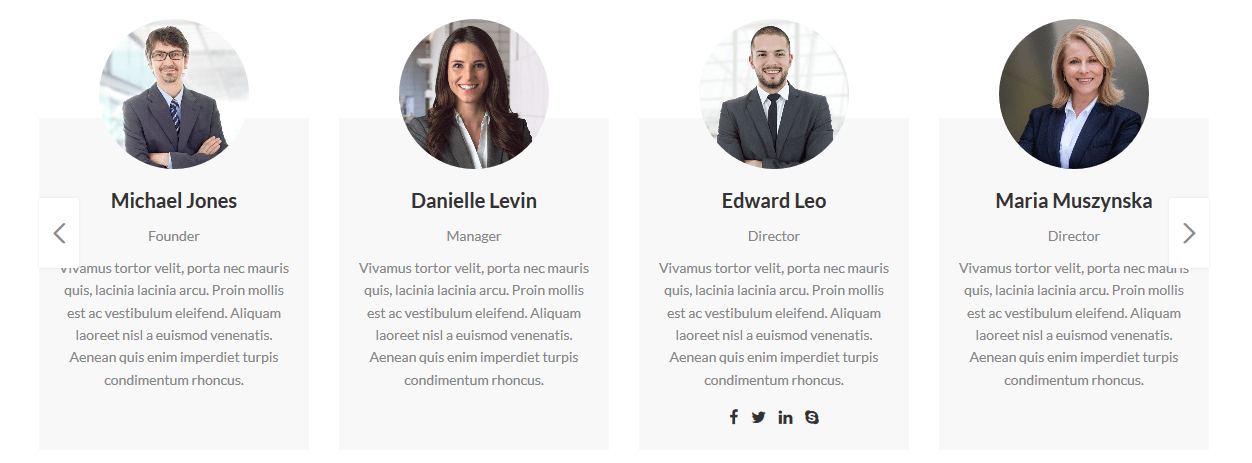 Michael Jones
Founder
Vivamus tortor velit, porta nec mauris
quis, lacinia lacinia arcu. Proin mollis
est ac vestibulum eleifend. Aliquam
laoreet nisl a euismod venenatis.
Aenean quis enim imperdiet turpis
condimentum rhoncus.
Danielle Levin
Manager
Vivamus tortor velit, porta nec mauris
quis, lacinia lacinia arcu. Proin mollis
est ac vestibulum eleifend. Aliquam
laoreet nisl a euismod venenatis.
Aenean quis enim imperdiet turpis
condimentum rhoncus.
Edward Leo
Director
Vivamus tortor velit, porta nec mauris
quis, lacinia lacinia arcu. Proin mollis
est ac vestibulum eleifend. Aliquam
laoreet nisl a euismod venenatis.
Aenean quis enim imperdiet turpis
condimentum rhoncus.
Maria Muszynska
Director
Vivamus tortor velit, porta nec mauris
quis, lacinia lacinia arcu. Proin mollis
est ac vestibulum eleifend. Aliquam
laoreet nisl a euismod venenatis.
Aenean quis enim imperdiet turpis
condimentum rhoncus.